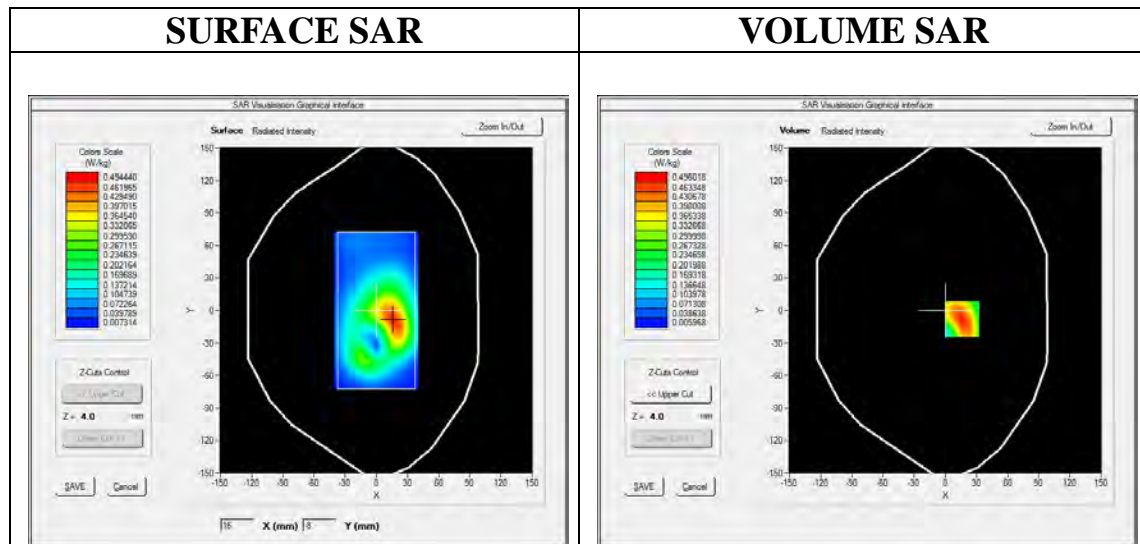 SURFACE SAR
VOLUME SAR
SAR Visualisation Graphical Interface
Surface Radiated Intensity
Zoom In/Out
Colors Scale
(W/kg)
0.494440
0.461965
0.429490
0.397015
0.364540
0.332065
0.299590
0.267115
0.234639
0.202164
0.169689
0.137214
0.104739
0.072264
0.039789
0.007314
150
120
90
60
30
0
-30
-60
-90
-120
-150
Y
-150 -120 -90 -60 -30 0 30 60 90 120 150
X
Z-Cuts Control
<< Upper Cut
Z = 4.0 mm
SAVE
Cancel
X (mm)
Y (mm)
SAR Visualisation Graphical Interface
Volume Radiated Intensity
Zoom In/Out
Colors Scale
(W/kg)
0.496018
0.463348
0.430678
0.398008
0.365338
0.332668
0.299998
0.267328
0.234658
0.201988
0.169318
0.136648
0.103978
0.071308
0.038638
0.005968
150
120
90
60
30
0
-30
-60
-90
-120
-150
Y
-150 -120 -90 -60 -30 0 30 60 90 120 150
X
Z-Cuts Control
<< Upper Cut
Z = 4.0 mm
SAVE
Cancel